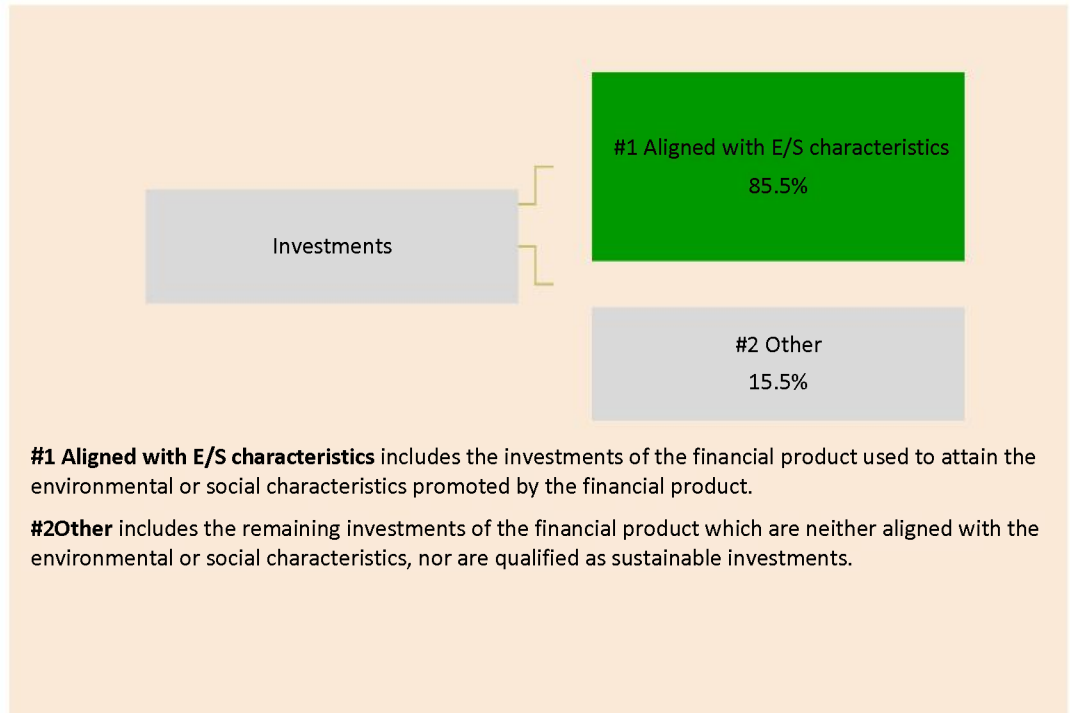 #1 Aligned with E/S characteristics
85.5%
Investments
#2 Other
15.5%
#1 Aligned with E/S characteristics includes the investments of the financial product used to attain the
environmental or social characteristics promoted by the financial product.
#2Other includes the remaining investments of the financial product which are neither aligned with the
environmental or social characteristics, nor are qualified as sustainable investments.